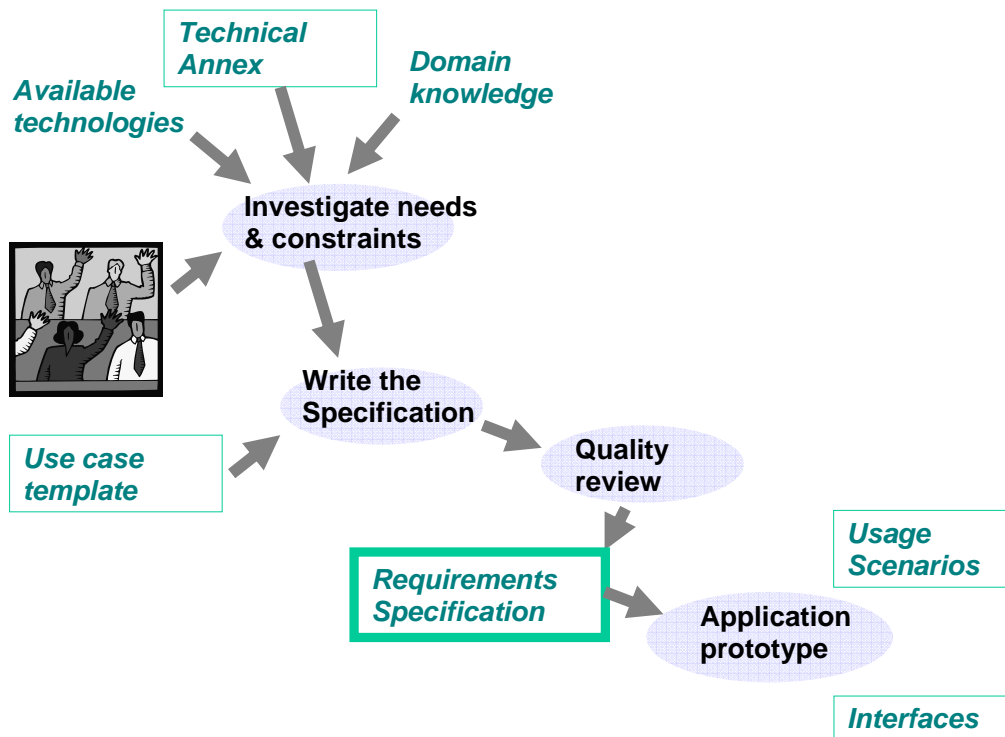 Technical
Annex
Domain
knowledge
Available
technologies
Investigate needs
& constraints
Write the
Specification
Use case
template
Quality
review
Usage
Scenarios
Requirements
Specification
Application
prototype
Interfaces